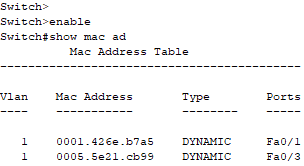 Switch>
Switch>enable
Switch#show mac ad
Mac Address Table
-------------------------------------------
Vlan Mac Address Type Ports
---- ----------- -------- -----
1 0001.426e.b7a5 DYNAMIC Fa0/1
1 0005.5e21.cb99 DYNAMIC Fa0/3